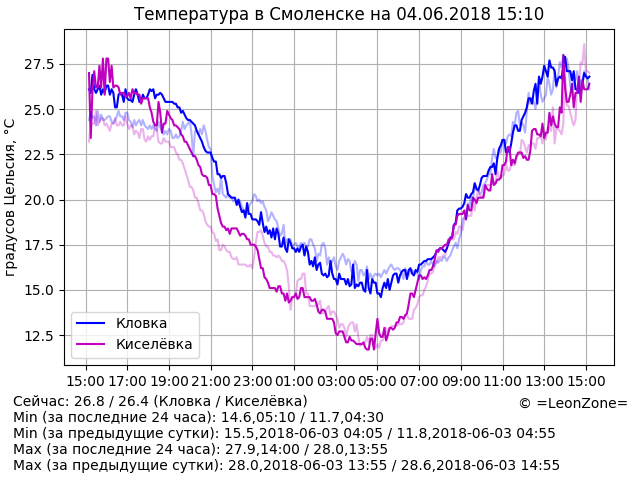 Температура в Смоленске на 04.06.2018 15:10
градусов Цельсия, °C
27.5
25.0
22.5
20.0
17.5
15.0
12.5
Кловка
Киселёвка
15:00 17:00 19:00 21:00 23:00 01:00 03:00 05:00 07:00 09:00 11:00 13:00 15:00
Сейчас: 26.8 / 26.4 (Кловка / Киселёвка)
© =LeonZone=
Min (за последние 24 часа): 14.6,05:10 / 11.7,04:30
Min (за предыдущие сутки): 15.5,2018-06-03 04:05 / 11.8,2018-06-03 04:55
Max (за последние 24 часа): 27.9,14:00 / 28.0,13:55
Max (за предыдущие сутки): 28.0,2018-06-03 13:55 / 28.6,2018-06-03 14:55